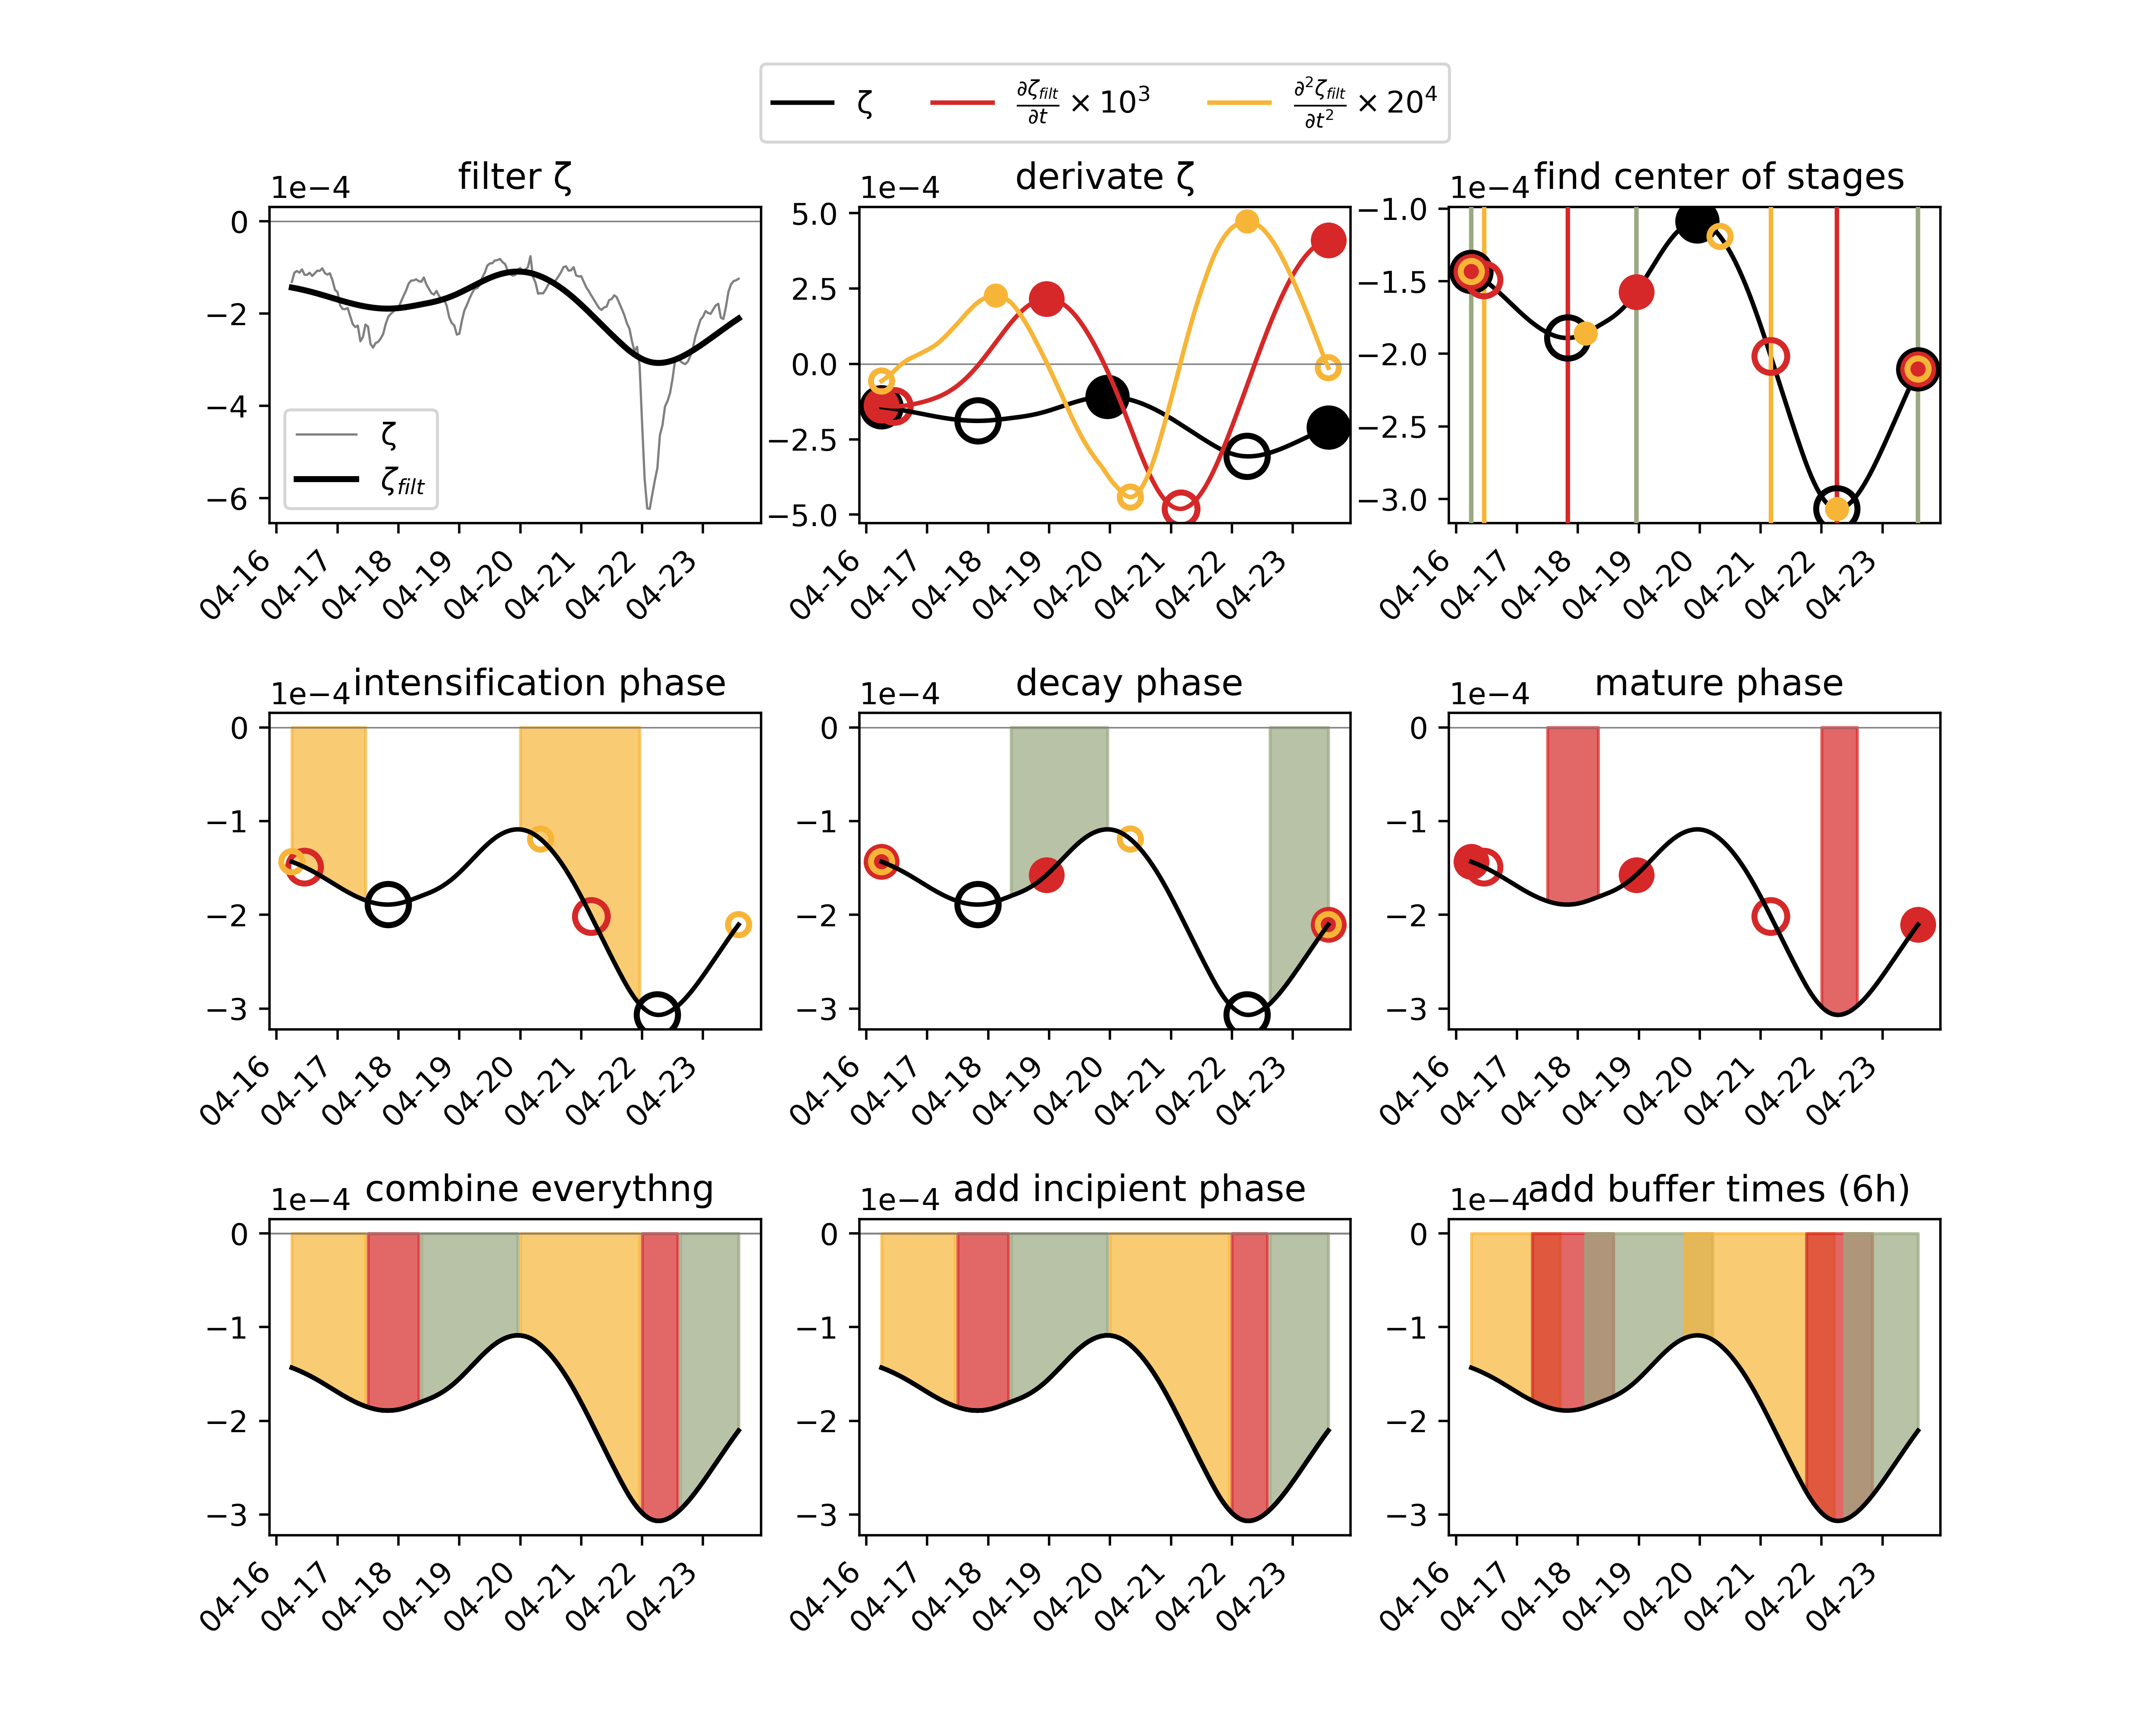 ζ ∂ζ_filt/∂t × 10³ ∂²ζ_filt/∂t² × 20⁴
filter ζ derivate ζ find center of stages
1e−4 1e−4 1e−4
0
−2
−4
−6
ζ
ζ_filt
04-16 04-17 04-18 04-19 04-20 04-21 04-22 04-23
5.0
2.5
0.0
−2.5
−5.0
04-16 04-17 04-18 04-19 04-20 04-21 04-22 04-23
−1.0
−1.5
−2.0
−2.5
−3.0
04-16 04-17 04-18 04-19 04-20 04-21 04-22 04-23
intensification phase decay phase mature phase
1e−4 1e−4 1e−4
0
−1
−2
−3
04-16 04-17 04-18 04-19 04-20 04-21 04-22 04-23
0
−1
−2
−3
04-16 04-17 04-18 04-19 04-20 04-21 04-22 04-23
0
−1
−2
−3
04-16 04-17 04-18 04-19 04-20 04-21 04-22 04-23
combine everythng add incipient phase add buffer times (6h)
1e−4 1e−4 1e−4
0
−1
−2
−3
04-16 04-17 04-18 04-19 04-20 04-21 04-22 04-23
0
−1
−2
−3
04-16 04-17 04-18 04-19 04-20 04-21 04-22 04-23
0
−1
−2
−3
04-16 04-17 04-18 04-19 04-20 04-21 04-22 04-23